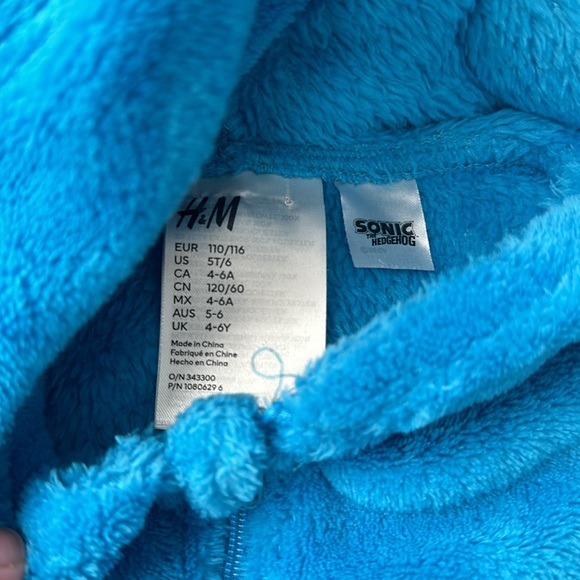 H&M
EUR 110/116
US 5T/6
CA 4-6A
CN 120/60
MX 4-6A
AUS 5-6
UK 4-6Y
Made in China
Fabriqué en Chine
Hecho en China
O/N 343300
P/N 1080629 6
SONIC
THE
HEDGEHOG